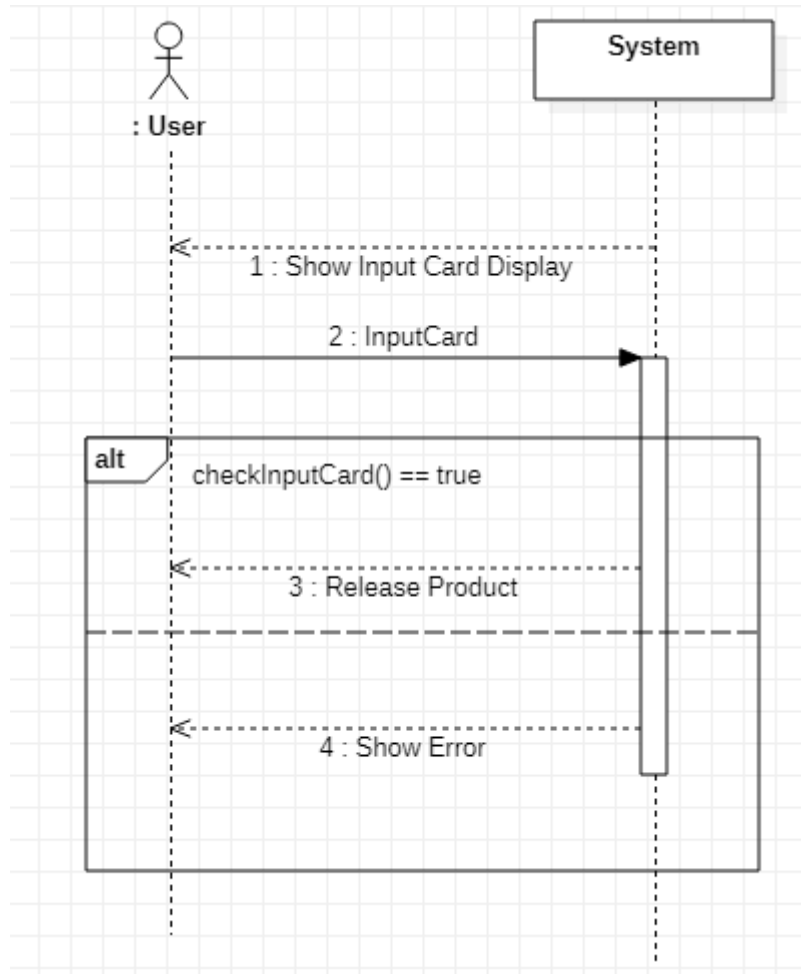 System
: User
1 : Show Input Card Display
2 : InputCard
alt
checkInputCard() == true
3 : Release Product
4 : Show Error